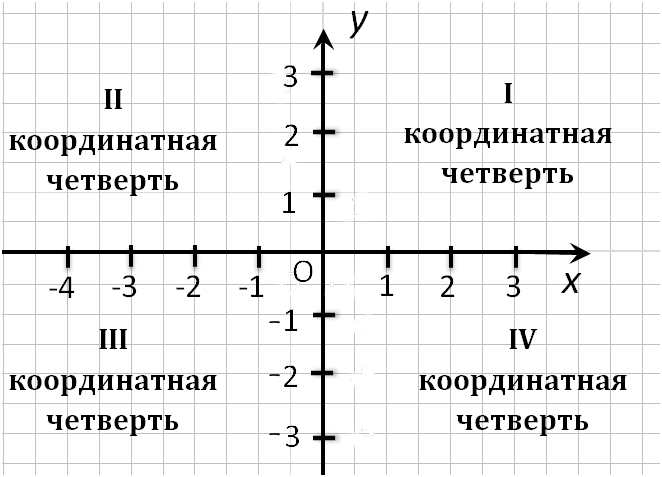 y
3
II
координатная
четверть
I
координатная
четверть
2
1
O
-4 -3 -2 -1 1 2 3 x
-1
III
координатная
четверть
IV
координатная
четверть
-2
-3